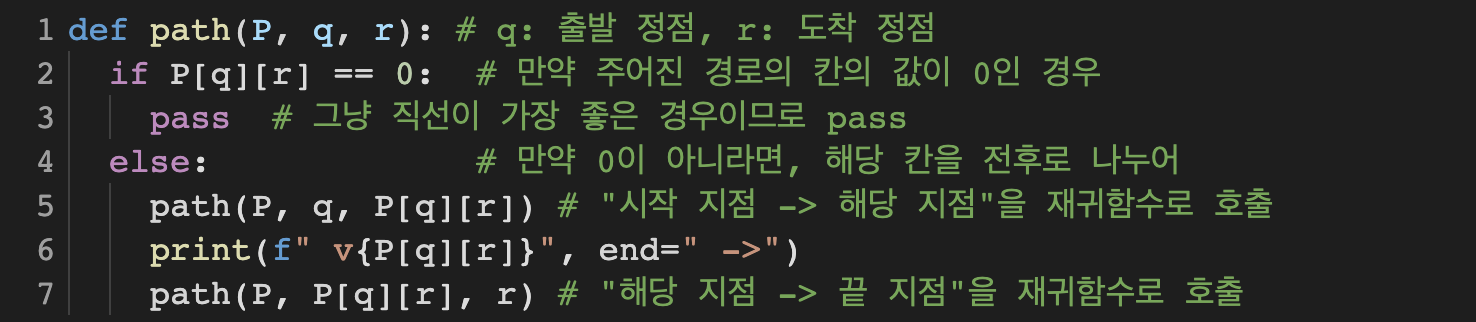 1 def path(P, q, r): # q: 출발 정점, r: 도착 정점
2   if P[q][r] == 0:  # 만약 주어진 경로의 칸의 값이 0인 경우
3     pass  # 그냥 직선이 가장 좋은 경우이므로 pass
4   else:             # 만약 0이 아니라면, 해당 칸을 전후로 나누어
5     path(P, q, P[q][r]) # "시작 지점 -> 해당 지점"을 재귀함수로 호출
6     print(f" v{P[q][r]}", end=" ->")
7     path(P, P[q][r], r) # "해당 지점 -> 끝 지점"을 재귀함수로 호출